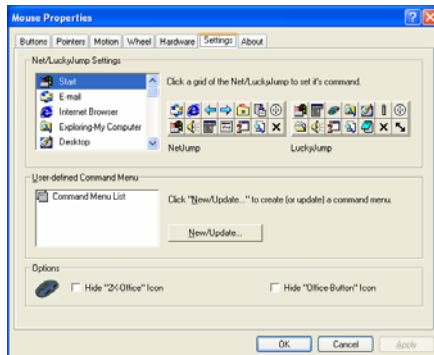 Mouse Properties
Buttons Pointers Motion Wheel Hardware Settings About
Net/LuckyJump Settings
Start
E-mail
Internet Browser
Exploring-My Computer
Desktop
Click a grid of the Net/LuckyJump to set it's command.
NetJump LuckyJump
User-defined Command Menu
Command Menu List
Click "New/Update..." to create (or update) a command menu.
New/Update...
Options
Hide "2X-Office" Icon Hide "Office-Button" Icon
OK Cancel Apply